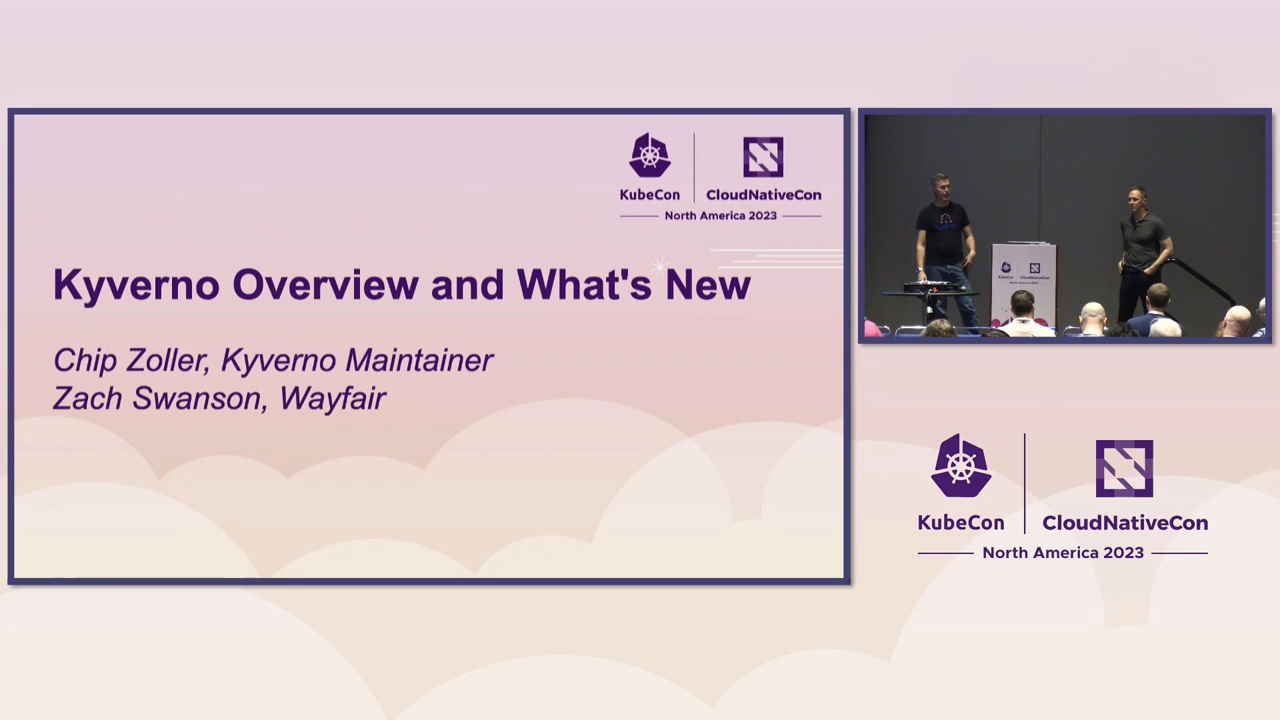 KubeCon
CloudNativeCon
North America 2023
Kyverno Overview and What's New
Chip Zoller, Kyverno Maintainer
Zach Swanson, Wayfair
KubeCon
CloudNativeCon
North America 2023